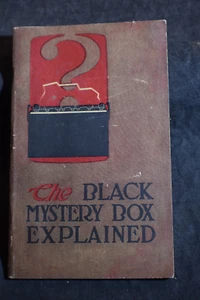 ?
The BLACK
MYSTERY BOX
EXPLAINED